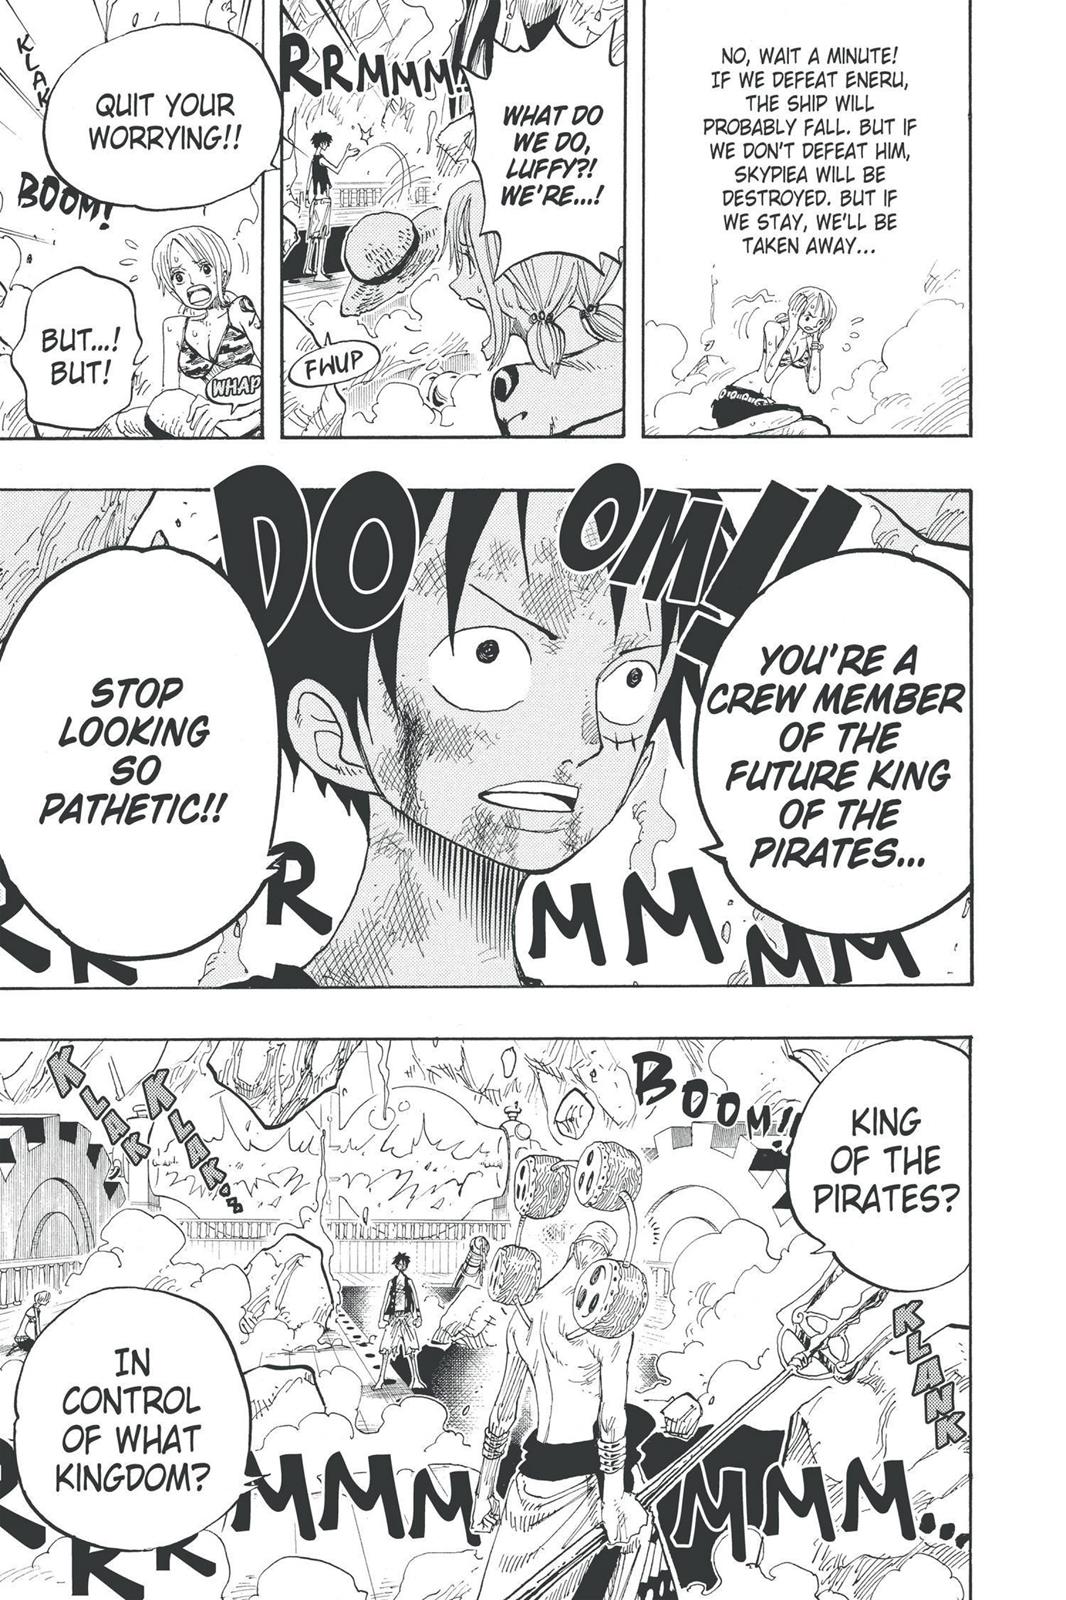 NO, WAIT A MINUTE!
IF WE DEFEAT ENERU,
THE SHIP WILL
PROBABLY FALL. BUT IF
WE DON'T DEFEAT HIM,
SKYPIEA WILL BE
DESTROYED. BUT IF
WE STAY, WE'LL BE
TAKEN AWAY...
RRMMM!!
WHAT DO
WE DO,
LUFFY?!
WE'RE...!
FWUP
KLAK
QUIT YOUR
WORRYING!!
BOOM!
BUT...!
BUT!
WHAP
DOOM!!
YOU'RE A
CREW MEMBER
OF THE
FUTURE KING
OF THE
PIRATES...
STOP
LOOKING
SO
PATHETIC!!
RRRMMMMM
BOOM!!
KING
OF THE
PIRATES?
KLAK
KLAK
KLANK
IN
CONTROL
OF WHAT
KINGDOM?
RRRMMMMMMM...